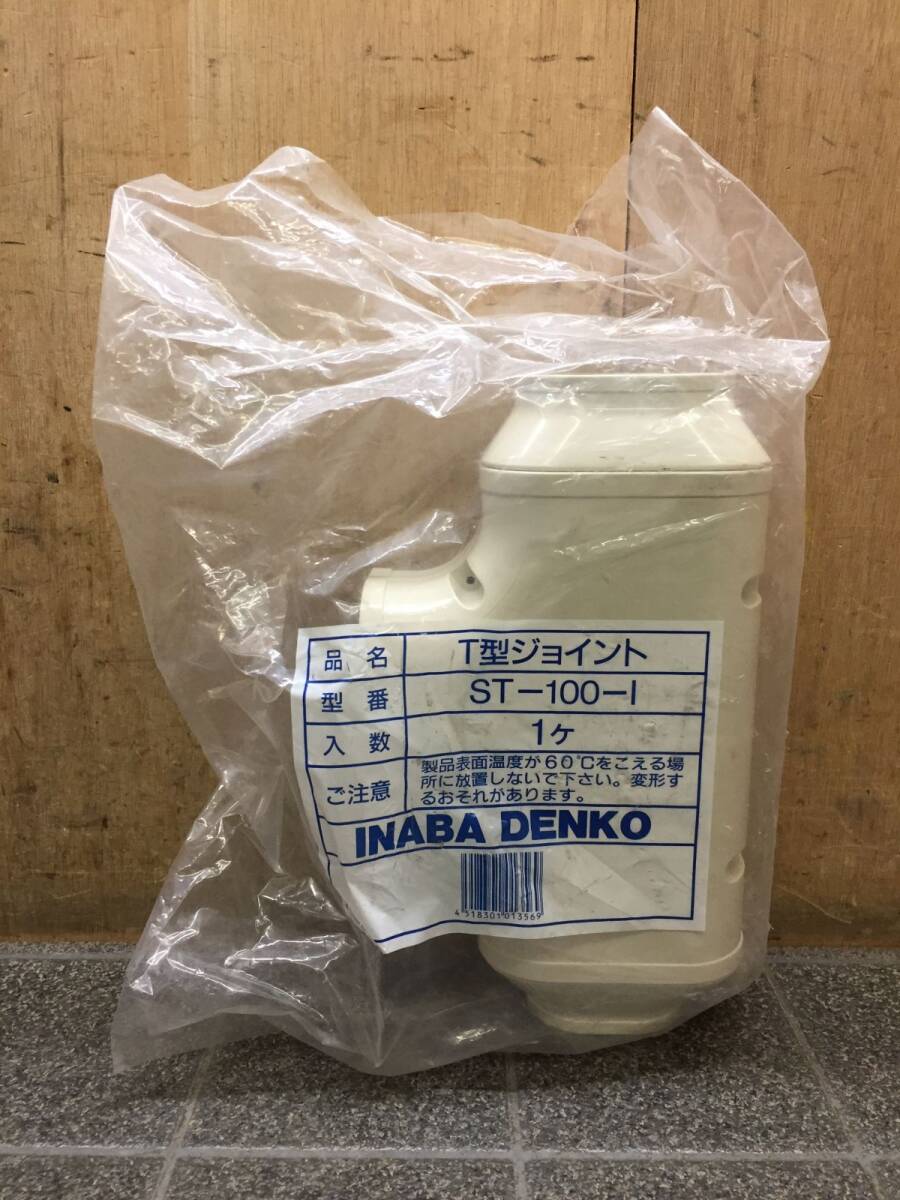 品名 T型ジョイント
型番 ST-100-I
入数 1ケ
ご注意 製品表面温度が60℃をこえる場
所に放置しないで下さい。変形す
るおそれがあります。
INABA DENKO
4 518301 013569